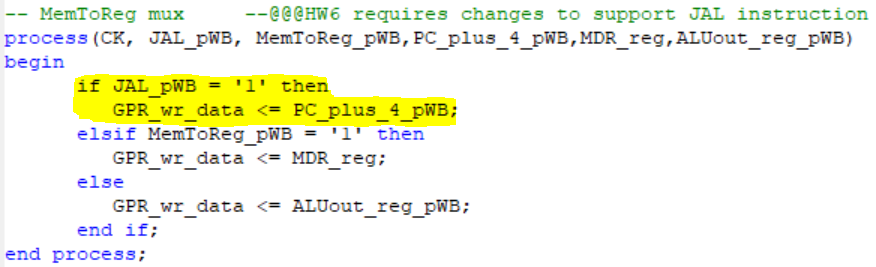 -- MemToReg mux      --@@@HW6 requires changes to support JAL instruction
process(CK, JAL_pWB, MemToReg_pWB,PC_plus_4_pWB,MDR_reg,ALUout_reg_pWB)
begin
      if JAL_pWB = '1' then
         GPR_wr_data <= PC_plus_4_pWB;
      elsif MemToReg_pWB = '1' then
         GPR_wr_data <= MDR_reg;
      else
         GPR_wr_data <= ALUout_reg_pWB;
      end if;
end process;